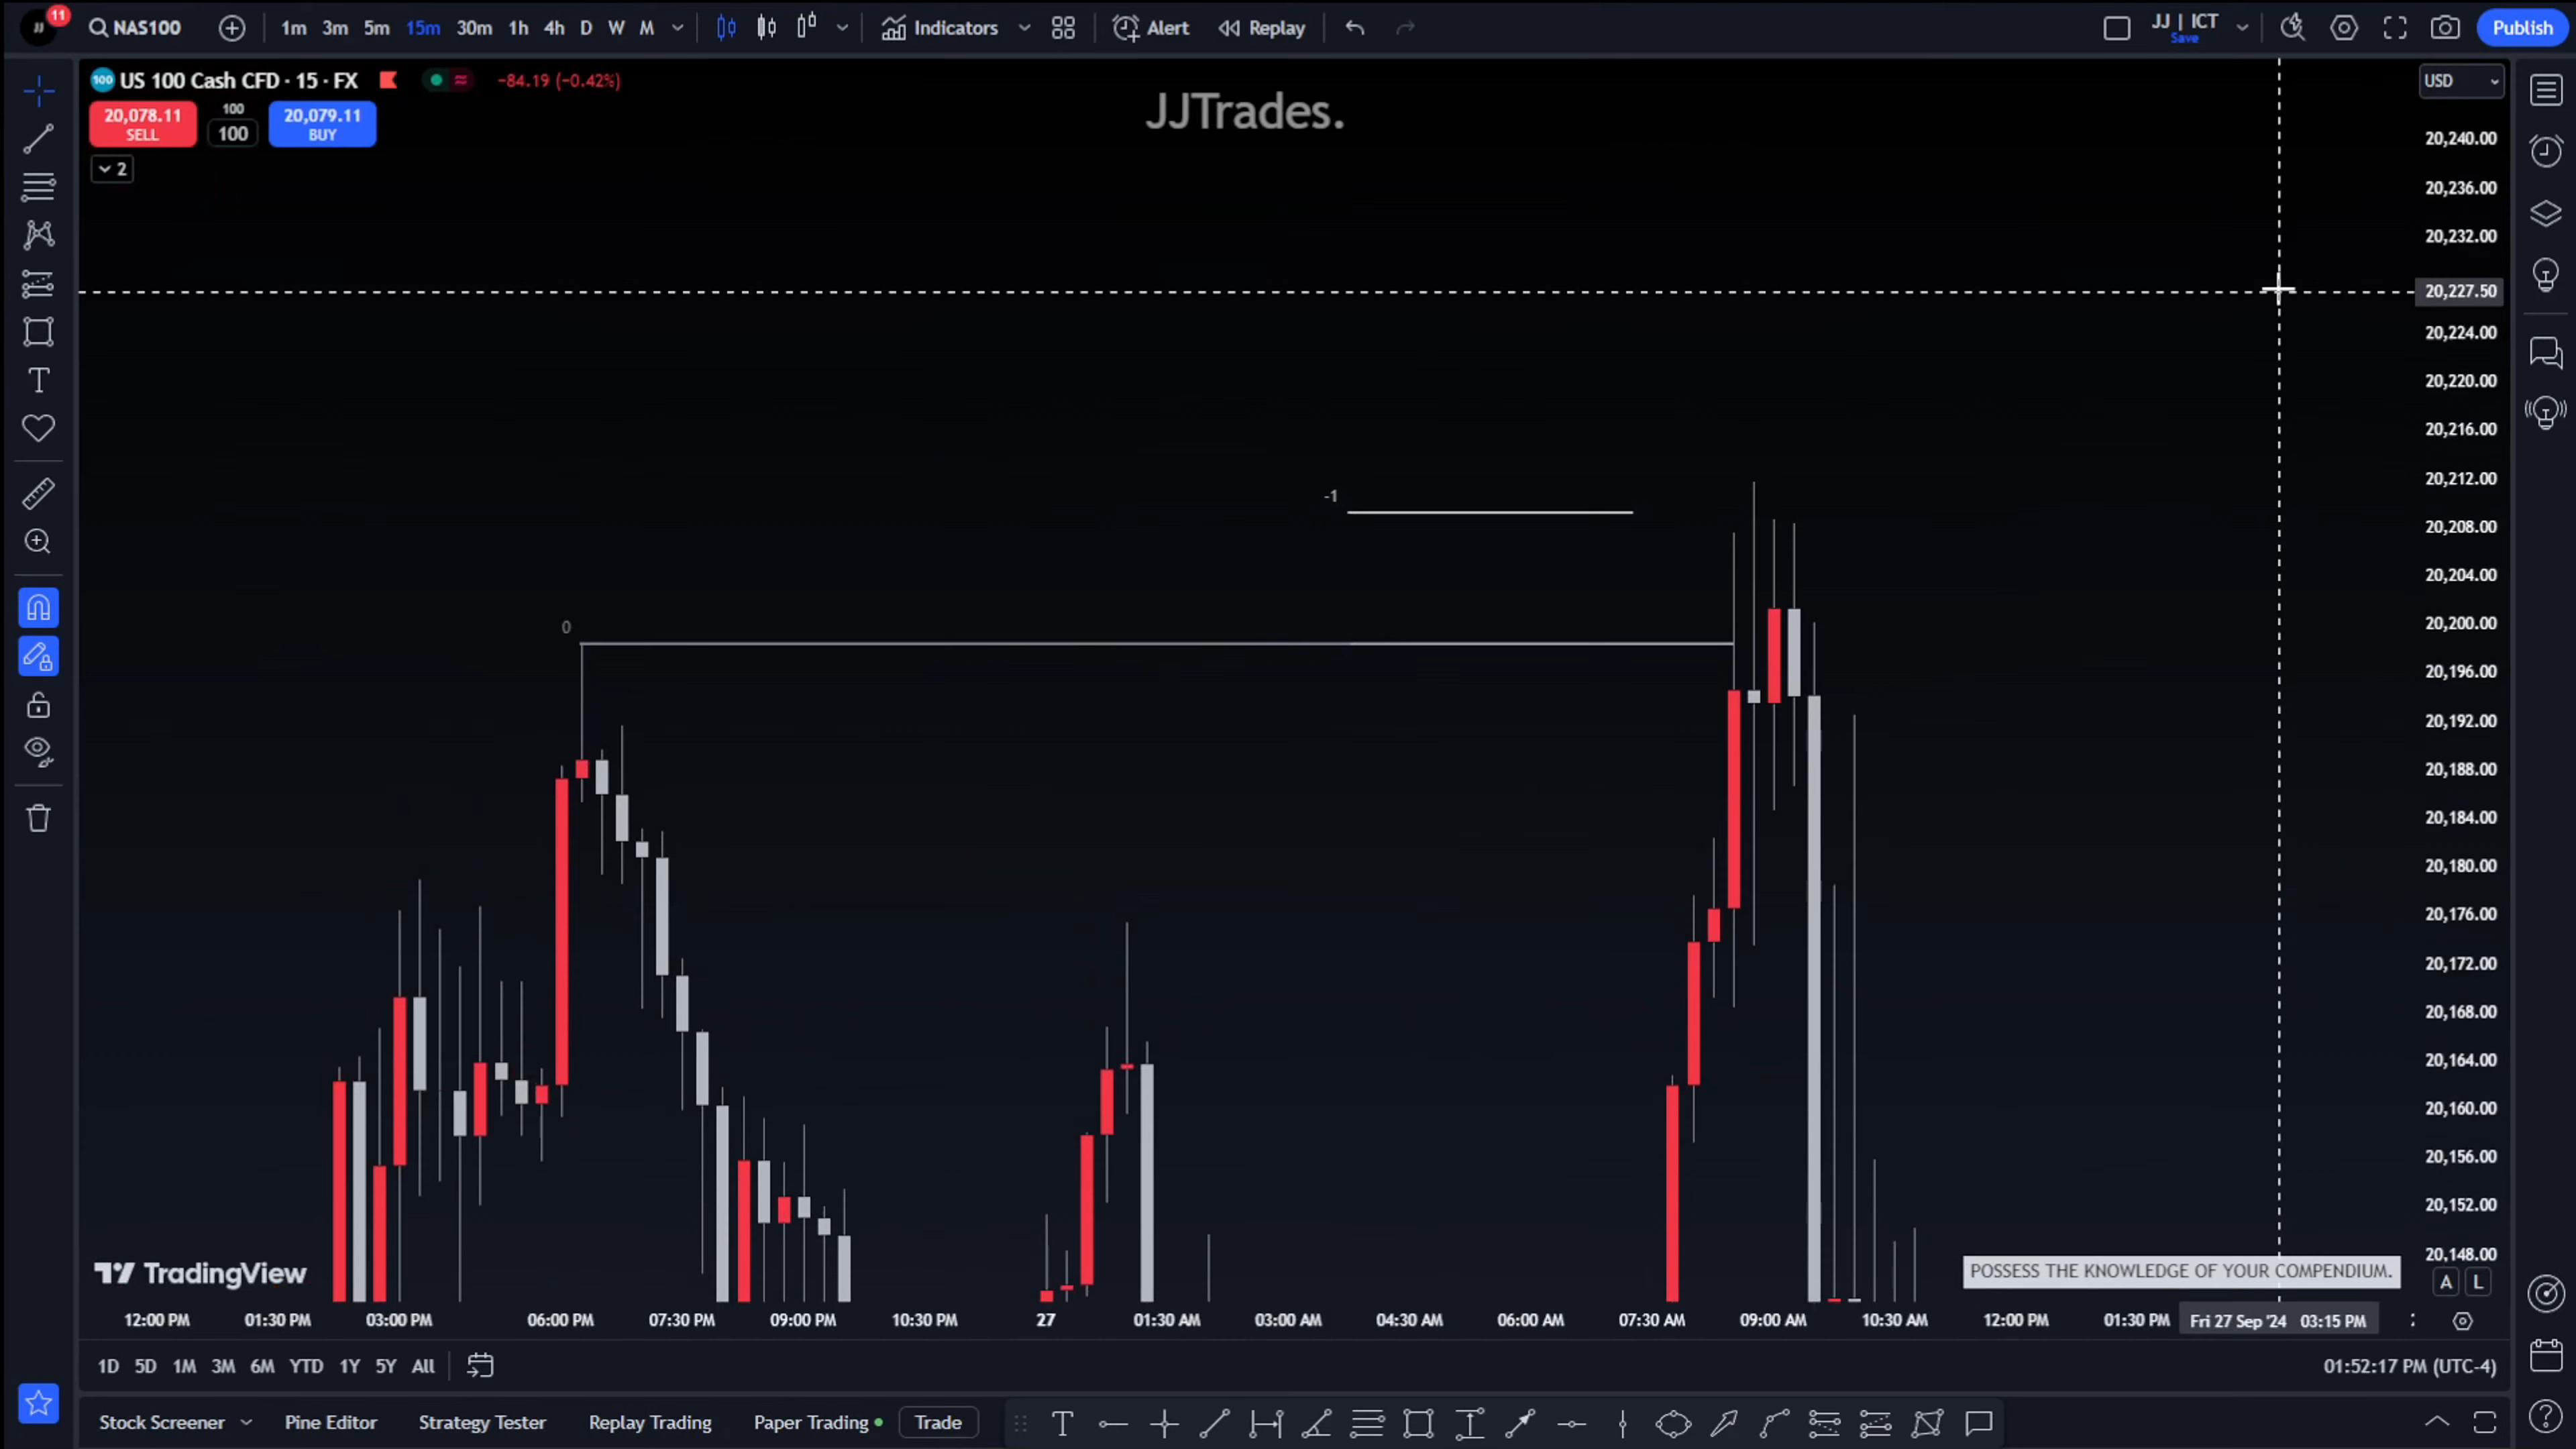 11
NAS100
1m 3m 5m 15m 30m 1h 4h D W M
Indicators
Alert
Replay
JJ | ICT
Save
Publish
100 US 100 Cash CFD · 15 · FX
−84.19 (−0.42%)
USD
JJTrades.
20,078.11
SELL
100
100
20,079.11
BUY
2
20,240.00
20,236.00
20,232.00
20,227.50
20,224.00
20,220.00
20,216.00
20,212.00
20,208.00
20,204.00
20,200.00
20,196.00
20,192.00
20,188.00
20,184.00
20,180.00
20,176.00
20,172.00
20,168.00
20,164.00
20,160.00
20,156.00
20,152.00
20,148.00
-1
0
TradingView
POSSESS THE KNOWLEDGE OF YOUR COMPENDIUM.
A L
12:00 PM 01:30 PM 03:00 PM 06:00 PM 07:30 PM 09:00 PM 10:30 PM 27 01:30 AM 03:00 AM 04:30 AM 06:00 AM 07:30 AM 09:00 AM 10:30 AM 12:00 PM 01:30 PM Fri 27 Sep '24 03:15 PM
1D 5D 1M 3M 6M YTD 1Y 5Y All
01:52:17 PM (UTC-4)
Stock Screener Pine Editor Strategy Tester Replay Trading Paper Trading Trade